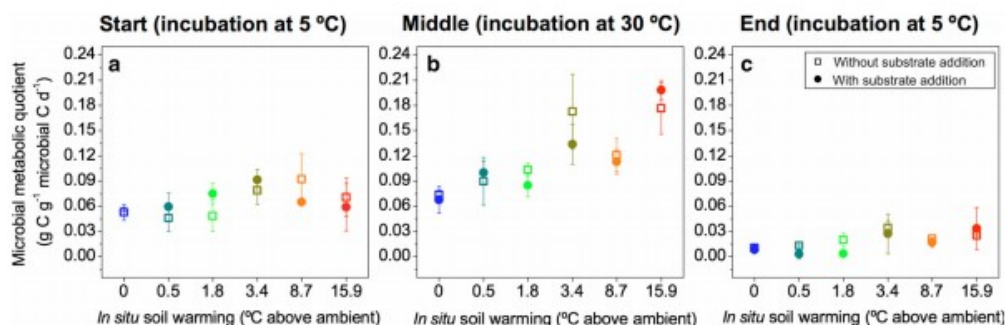 Start (incubation at 5 ºC) Middle (incubation at 30 ºC) End (incubation at 5 ºC)
Microbial metabolic quotient
(g C g⁻¹ microbial C d⁻¹)
a
0.24
0.21
0.18
0.15
0.12
0.09
0.06
0.03
0.00
0 0.5 1.8 3.4 8.7 15.9
In situ soil warming (ºC above ambient)
b
0.24
0.21
0.18
0.15
0.12
0.09
0.06
0.03
0.00
0 0.5 1.8 3.4 8.7 15.9
In situ soil warming (ºC above ambient)
c
Without substrate addition
With substrate addition
0.24
0.21
0.18
0.15
0.12
0.09
0.06
0.03
0.00
0 0.5 1.8 3.4 8.7 15.9
In situ soil warming (ºC above ambient)